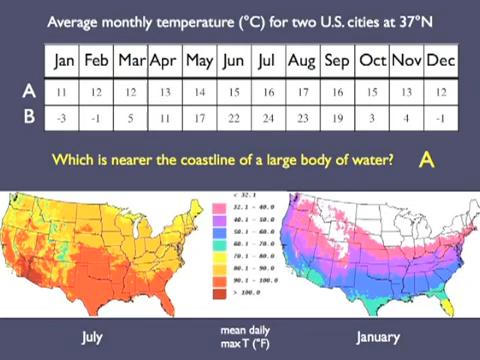 Average monthly temperature (°C) for two U.S. cities at 37°N
Jan Feb Mar Apr May Jun Jul Aug Sep Oct Nov Dec
A 11 12 12 13 14 15 16 17 16 15 13 12
B -3 -1 5 11 17 22 24 23 19 3 4 -1
Which is nearer the coastline of a large body of water? A
< 32.1
32.1 - 40.0
40.1 - 50.0
50.1 - 60.0
60.1 - 70.0
70.1 - 80.0
80.1 - 90.0
90.1 - 100.0
> 100.0
July
mean daily
max T (°F)
January